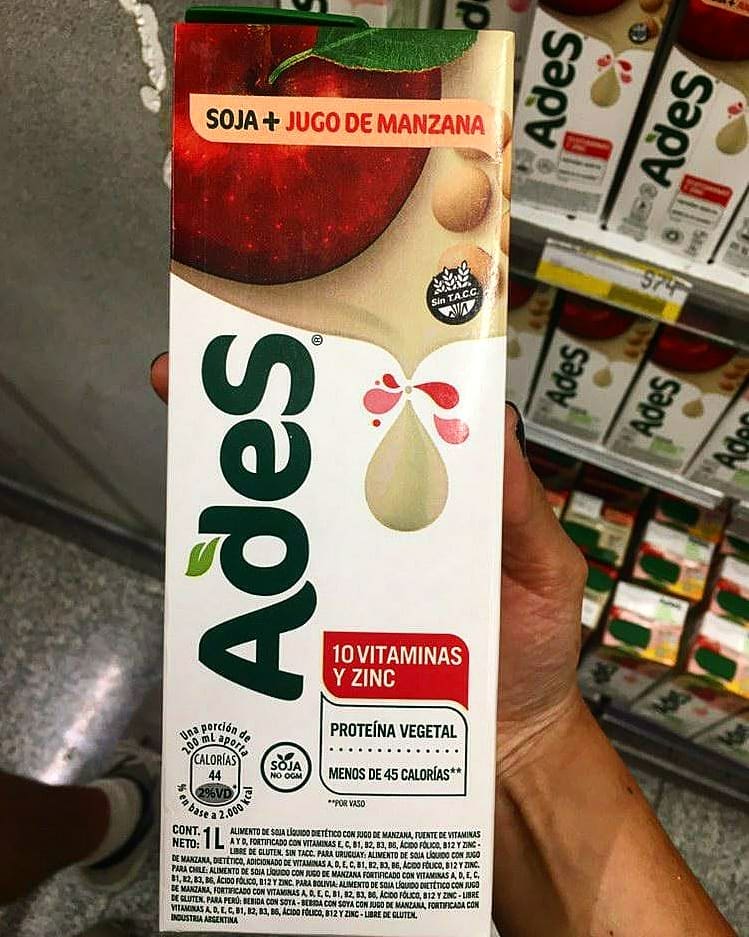 SOJA + JUGO DE MANZANA
Sin T.A.C.C.
AdeS®
10 VITAMINAS
Y ZINC
PROTEÍNA VEGETAL
MENOS DE 45 CALORÍAS**
**POR VASO
Una porción de
200 mL aporta
CALORÍAS
44
2%VD*
% en base a 2.000 kcal
SOJA
NO OGM
CONT. NETO: 1L
ALIMENTO DE SOJA LÍQUIDO DIETÉTICO CON JUGO DE MANZANA, FUENTE DE VITAMINAS
A Y D, FORTIFICADO CON VITAMINAS E, C, B1, B2, B3, B6, ÁCIDO FÓLICO, B12 Y ZINC -
LIBRE DE GLUTEN. SIN TACC. PARA URUGUAY: ALIMENTO DE SOJA LÍQUIDO CON JUGO
DE MANZANA, DIETÉTICO, ADICIONADO DE VITAMINAS A, D, E, C, B1, B2, B3, B6, ÁCIDO FÓLICO, B12 Y ZINC.
PARA CHILE: ALIMENTO DE SOJA LÍQUIDO CON JUGO DE MANZANA FORTIFICADO CON VITAMINAS A, D, E, C,
B1, B2, B3, B6, ÁCIDO FÓLICO, B12 Y ZINC. PARA BOLIVIA: ALIMENTO DE SOJA LÍQUIDO DIETÉTICO CON JUGO
DE MANZANA, FORTIFICADO CON VITAMINAS A, D, E, C, B1, B2, B3, B6, ÁCIDO FÓLICO, B12 Y ZINC - LIBRE
DE GLUTEN. PARA PERÚ: BEBIDA CON SOYA - BEBIDA CON SOYA CON JUGO DE MANZANA, FORTIFICADA CON
VITAMINAS A, D, E, C, B1, B2, B3, B6, ÁCIDO FÓLICO, B12 Y ZINC - LIBRE DE GLUTEN.
INDUSTRIA ARGENTINA
AdeS
AdeS
AdeS
AdeS
AdeS